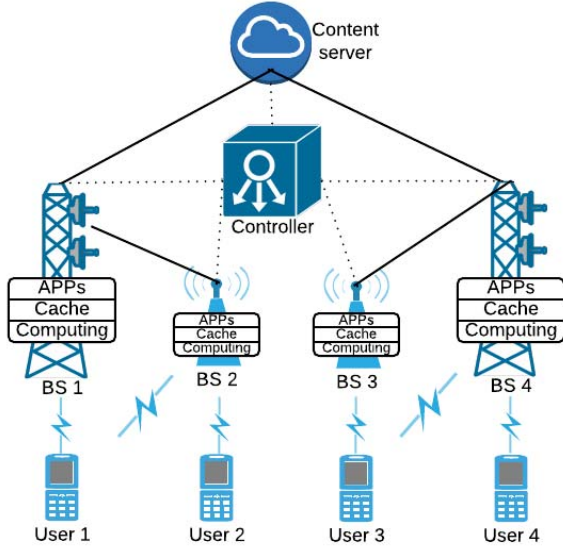 Content
server
Controller
APPs
Cache
Computing
APPs
Cache
Computing
APPs
Cache
Computing
APPs
Cache
Computing
BS 1
BS 2
BS 3
BS 4
User 1
User 2
User 3
User 4